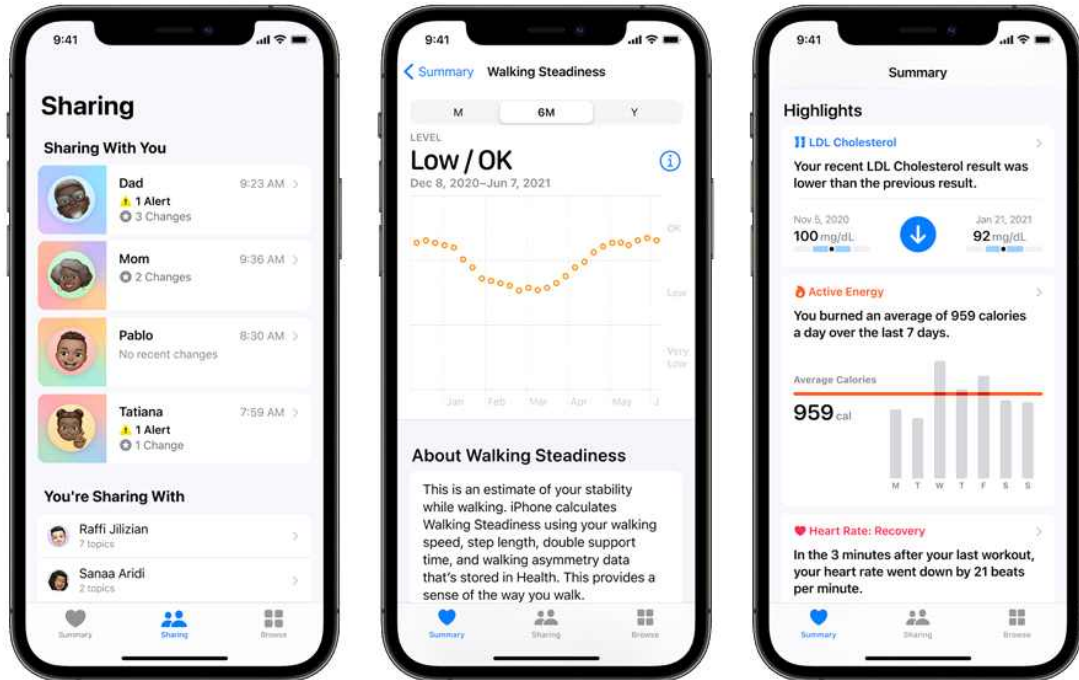 9:41
Sharing
Sharing With You
Dad
9:23 AM
1 Alert
3 Changes
Mom
9:36 AM
2 Changes
Pablo
8:30 AM
No recent changes
Tatiana
7:59 AM
1 Alert
1 Change
You're Sharing With
Raffi Jilizian
7 topics
Sanaa Aridi
2 topics
Summary
Sharing
Browse
9:41
Summary
Walking Steadiness
M
6M
Y
LEVEL
Low / OK
Dec 8, 2020–Jun 7, 2021
OK
Low
Very
Low
Jan
Feb
Mar
Apr
May
J
About Walking Steadiness
This is an estimate of your stability
while walking. iPhone calculates
Walking Steadiness using your walking
speed, step length, double support
time, and walking asymmetry data
that's stored in Health. This provides a
sense of the way you walk.
Summary
Sharing
Browse
9:41
Summary
Highlights
LDL Cholesterol
Your recent LDL Cholesterol result was
lower than the previous result.
Nov 5, 2020
100 mg/dL
Jan 21, 2021
92 mg/dL
Active Energy
You burned an average of 959 calories
a day over the last 7 days.
Average Calories
959 cal
M T W T F S S
Heart Rate: Recovery
In the 3 minutes after your last workout,
your heart rate went down by 21 beats
per minute.
Summary
Sharing
Browse